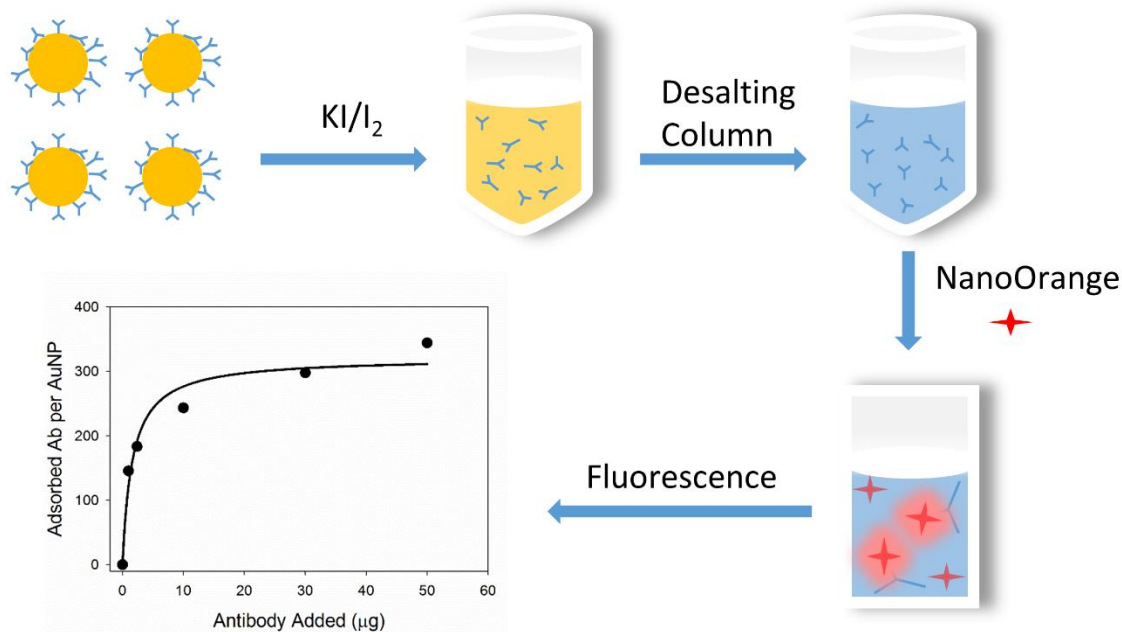 KI/I₂
Desalting
Column
NanoOrange
Fluorescence
400
300
200
100
0
Adsorbed Ab per AuNP
0 10 20 30 40 50 60
Antibody Added (μg)